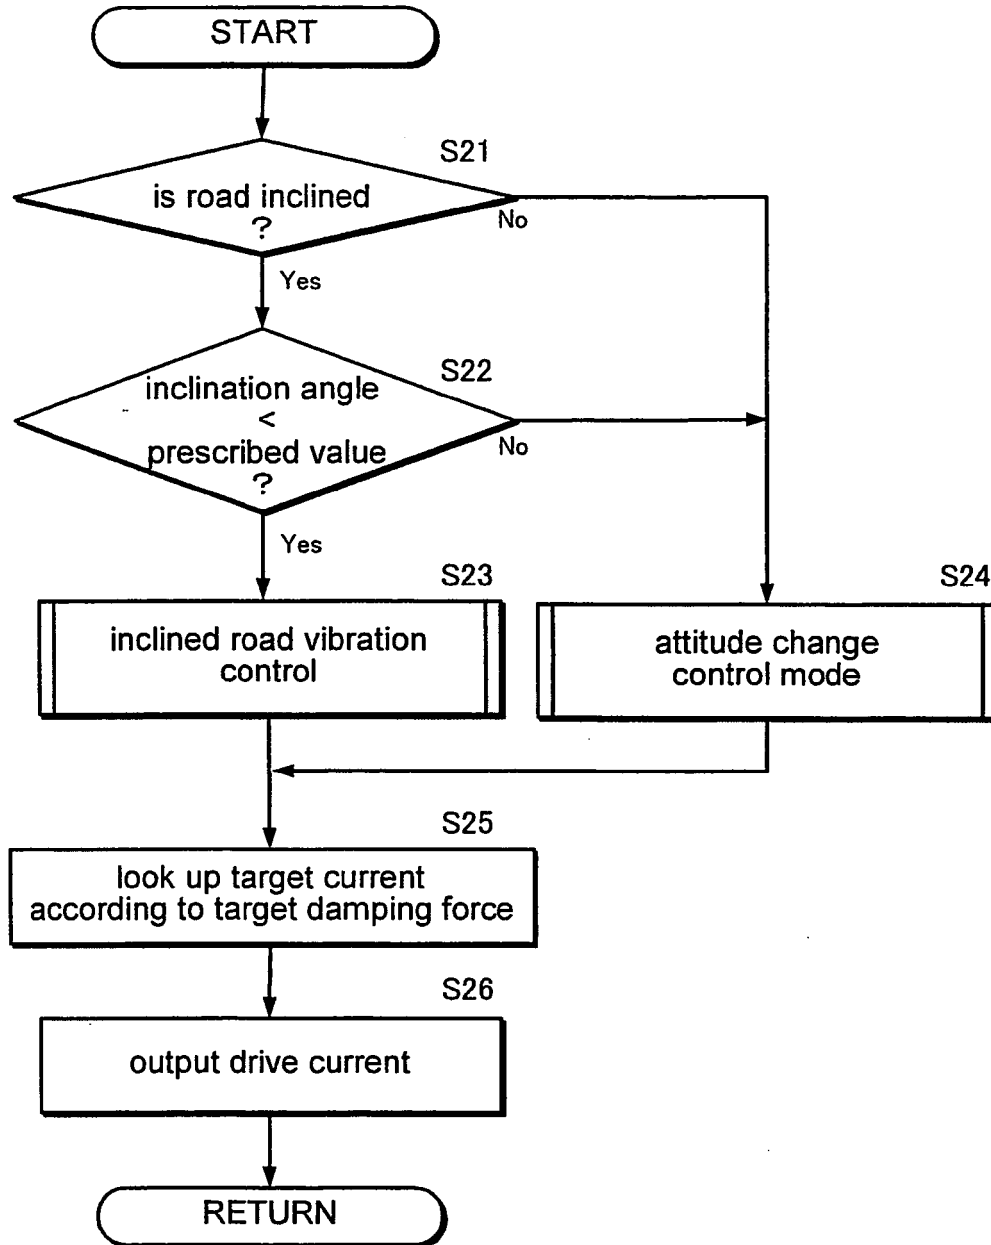 START
S21
is road inclined
?
No
Yes
S22
inclination angle
<
prescribed value
?
No
Yes
S23
inclined road vibration
control
S24
attitude change
control mode
S25
look up target current
according to target damping force
S26
output drive current
RETURN